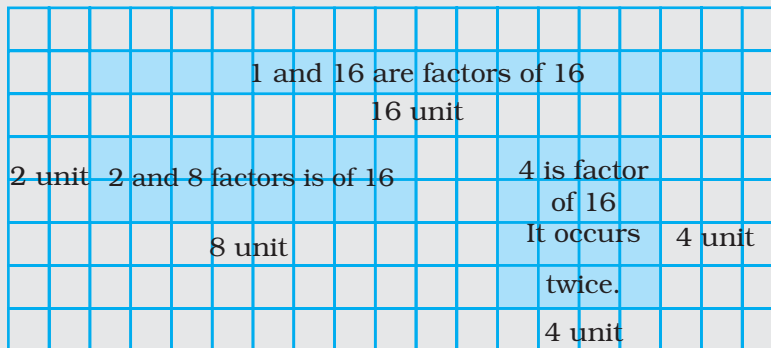 1 and 16 are factors of 16
16 unit
2 unit
2 and 8 factors is of 16
8 unit
4 is factor
of 16
It occurs
twice.
4 unit
4 unit